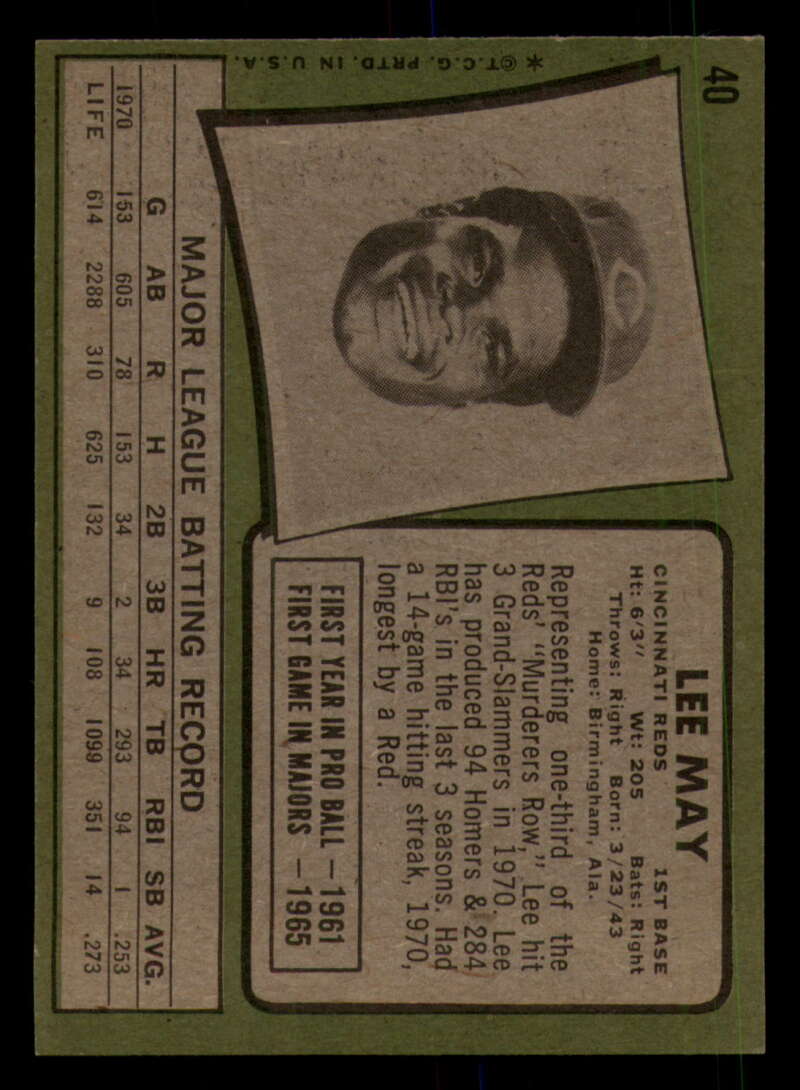 40
* ©T.C.G. PRTD. IN U.S.A.
LEE MAY
CINCINNATI REDS 1ST BASE
Ht: 6'3" Wt: 205 Bats: Right
Throws: Right Born: 3/23/43
Home: Birmingham, Ala.
Representing one-third of the
Reds' "Murderers Row," Lee hit
3 Grand-Slammers in 1970. Lee
has produced 94 Homers & 284
RBI's in the last 3 seasons. Had
a 14-game hitting streak, 1970,
longest by a Red.
FIRST YEAR IN PRO BALL — 1961
FIRST GAME IN MAJORS — 1965
MAJOR LEAGUE BATTING RECORD
G AB R H 2B 3B HR TB RBI SB AVG.
1970 153 605 78 153 34 2 34 293 94 1 .253
LIFE 614 2288 310 625 132 9 108 1099 351 14 .273